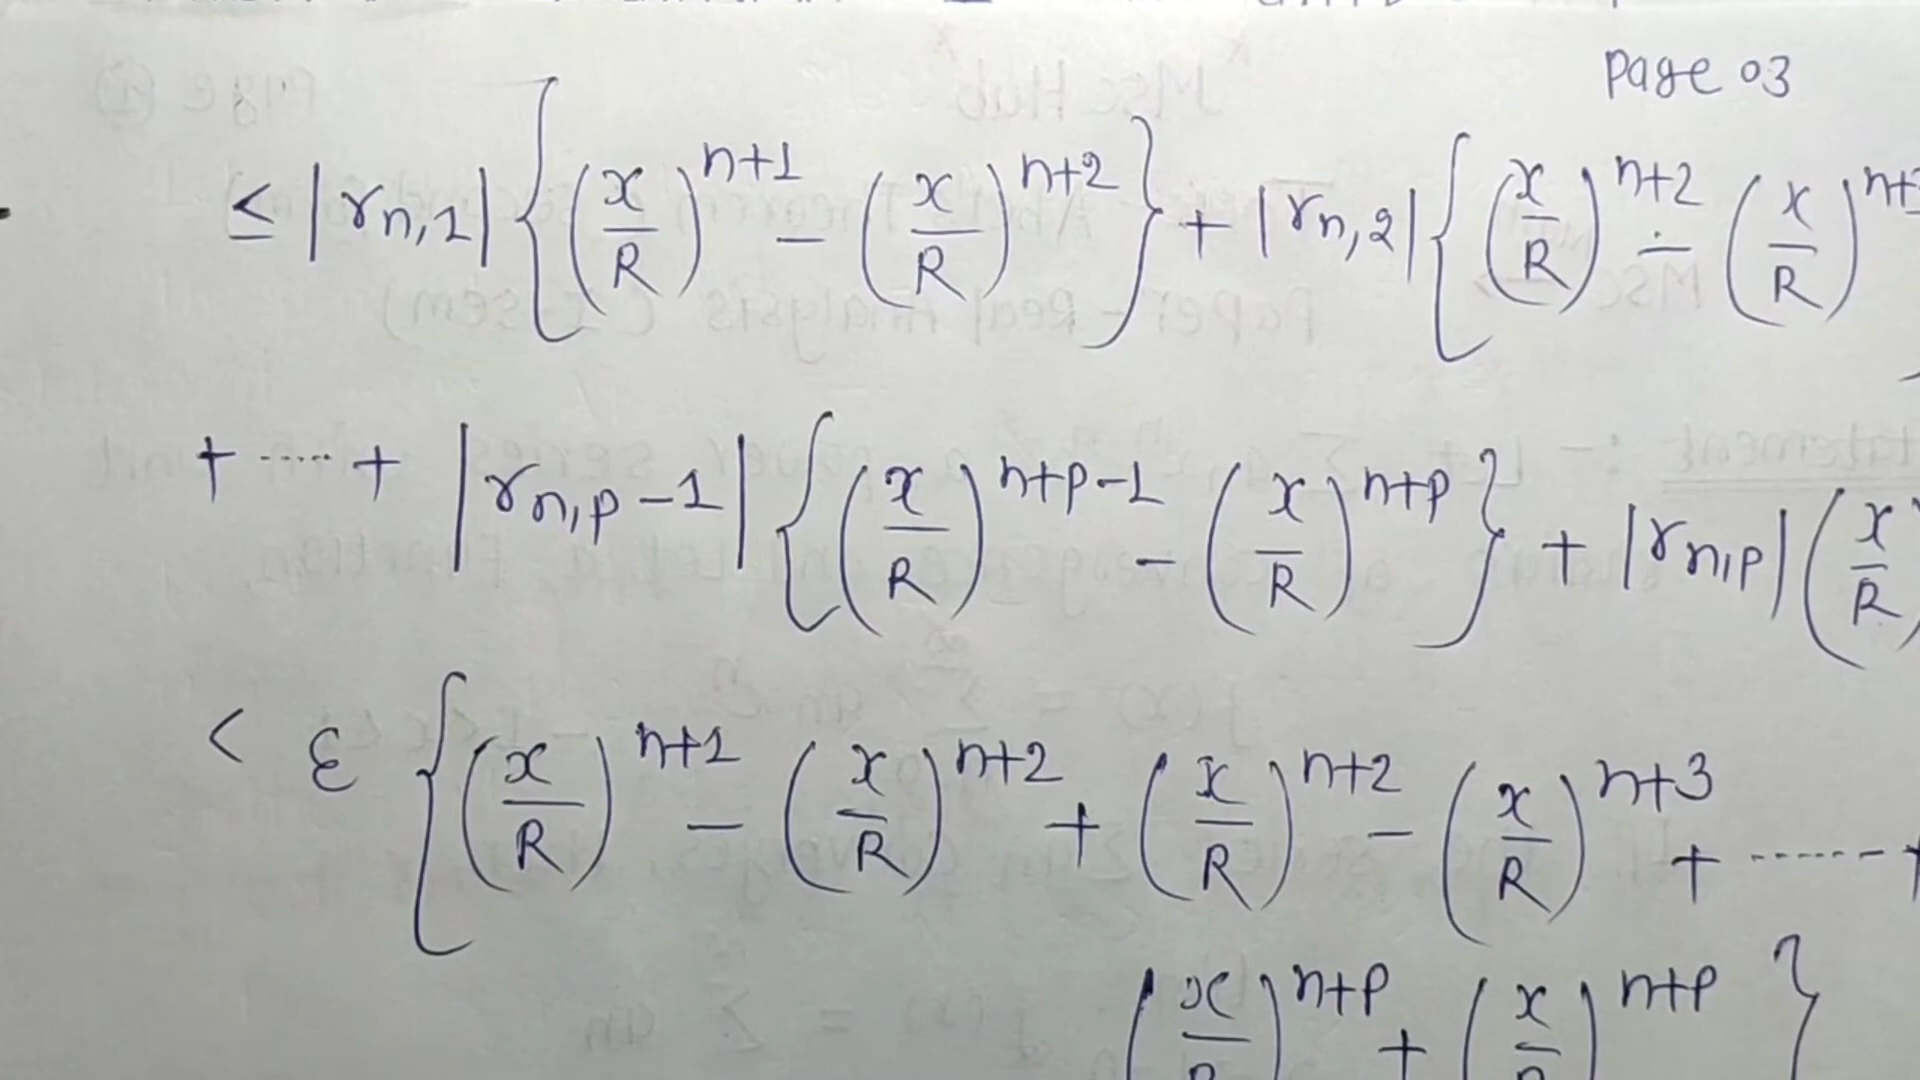 Page 03
≤ |r_{n,1}| { (x/R)^{n+1} - (x/R)^{n+2} } + |r_{n,2}| { (x/R)^{n+2} - (x/R)^{n+
+ ..... + |r_{n,p-1}| { (x/R)^{n+p-1} - (x/R)^{n+p} } + |r_{n,p}| (x/R)
< ε { (x/R)^{n+1} - (x/R)^{n+2} + (x/R)^{n+2} - (x/R)^{n+3} + ...... +
(x/R)^{n+p} + (x/R)^{n+p} }